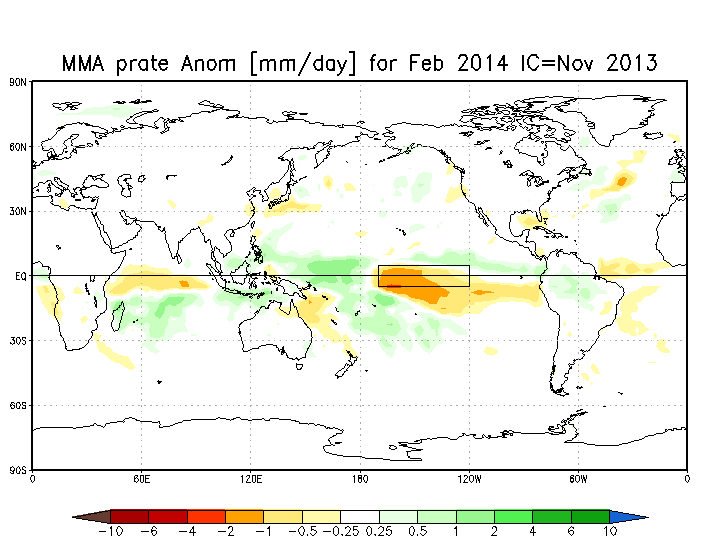 MMA prate Anom [mm/day] for Feb 2014 IC=Nov 2013
90N
60N
30N
EQ
30S
60S
90S
0 60E 120E 180 120W 60W 0
-10 -6 -4 -2 -1 -0.5 -0.25 0.25 0.5 1 2 4 6 10